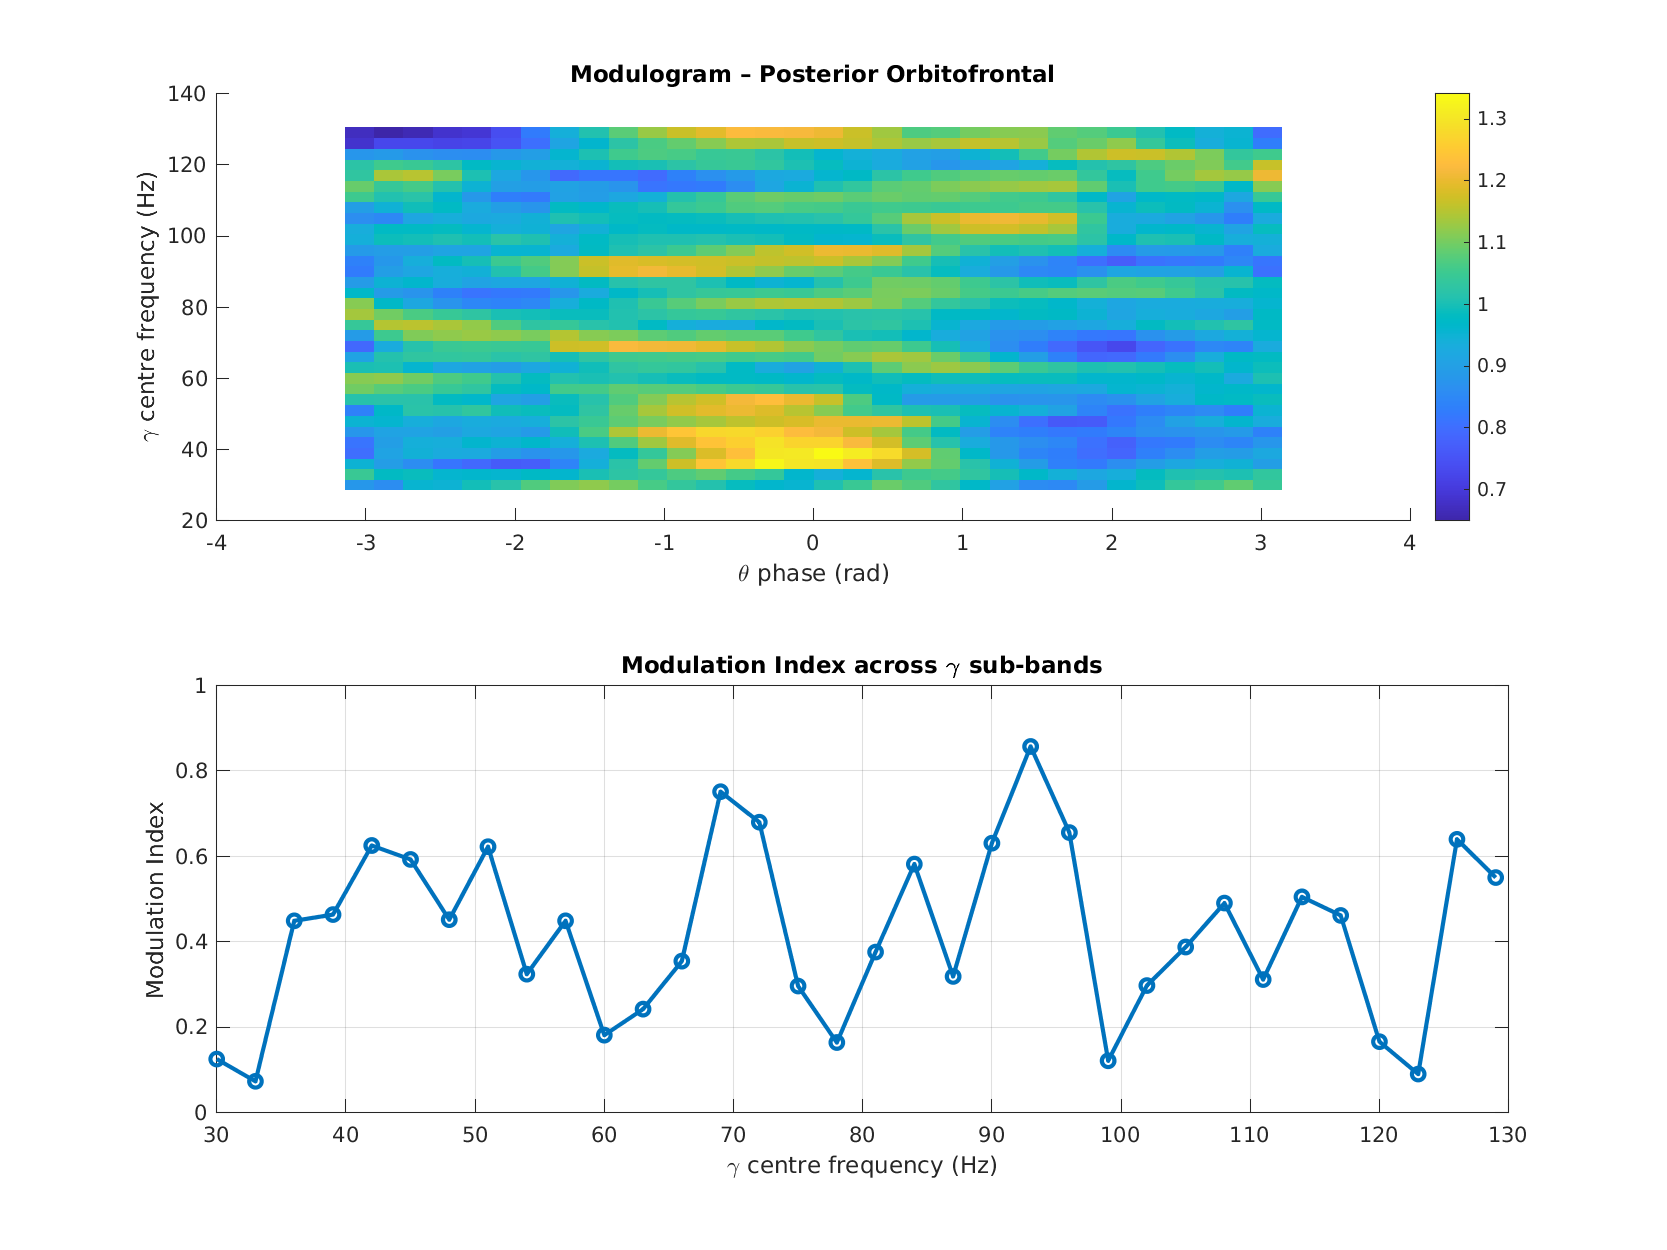 Modulogram – Posterior Orbitofrontal
140
120
100
80
60
40
20
γ centre frequency (Hz)
-4 -3 -2 -1 0 1 2 3 4
θ phase (rad)
1.3
1.2
1.1
1
0.9
0.8
0.7
Modulation Index across γ sub-bands
1
0.8
0.6
0.4
0.2
0
Modulation Index
30 40 50 60 70 80 90 100 110 120 130
γ centre frequency (Hz)